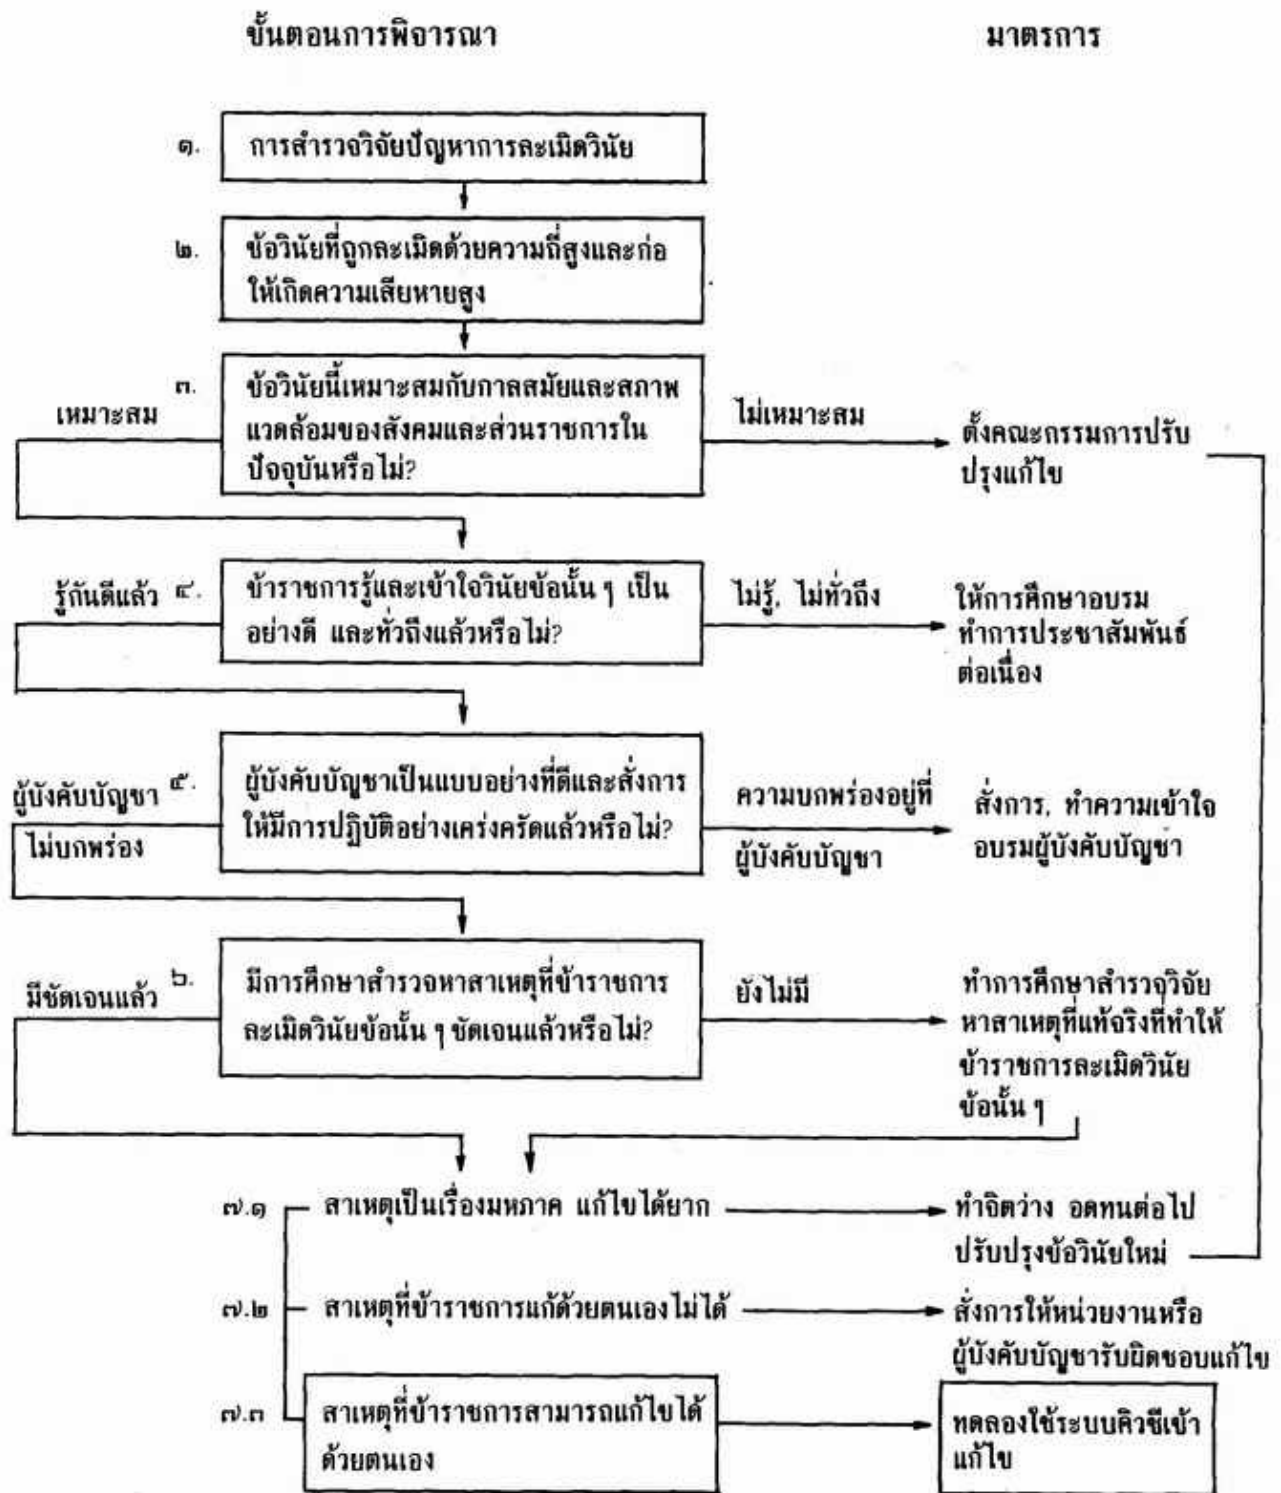 ขั้นตอนการพิจารณา
มาตรการ
๑.
การสำรวจวิจัยปัญหาการละเมิดวินัย
๒.
ข้อวินัยที่ถูกละเมิดด้วยความถี่สูงและก่อ
ให้เกิดความเสียหายสูง
๓.
ข้อวินัยนี้เหมาะสมกับกาลสมัยและสภาพ
แวดล้อมของสังคมและส่วนราชการใน
ปัจจุบันหรือไม่?
เหมาะสม
ไม่เหมาะสม
ตั้งคณะกรรมการปรับ
ปรุงแก้ไข
รู้กันดีแล้ว
๔.
ข้าราชการรู้และเข้าใจวินัยข้อนั้น ๆ เป็น
อย่างดี และทั่วถึงแล้วหรือไม่?
ไม่รู้, ไม่ทั่วถึง
ให้การศึกษาอบรม
ทำการประชาสัมพันธ์
ต่อเนื่อง
ผู้บังคับบัญชา
ไม่บกพร่อง
๕.
ผู้บังคับบัญชาเป็นแบบอย่างที่ดีและสั่งการ
ให้มีการปฏิบัติอย่างเคร่งครัดแล้วหรือไม่?
ความบกพร่องอยู่ที่
ผู้บังคับบัญชา
สั่งการ, ทำความเข้าใจ
อบรมผู้บังคับบัญชา
มีชัดเจนแล้ว
๖.
มีการศึกษาสำรวจหาสาเหตุที่ข้าราชการ
ละเมิดวินัยข้อนั้น ๆ ชัดเจนแล้วหรือไม่?
ยังไม่มี
ทำการศึกษาสำรวจวิจัย
หาสาเหตุที่แท้จริงที่ทำให้
ข้าราชการละเมิดวินัย
ข้อนั้น ๆ
๗.๑
สาเหตุเป็นเรื่องมหภาค แก้ไขได้ยาก
ทำจิตว่าง อดทนต่อไป
ปรับปรุงข้อวินัยใหม่
๗.๒
สาเหตุที่ข้าราชการแก้ด้วยตนเองไม่ได้
สั่งการให้หน่วยงานหรือ
ผู้บังคับบัญชารับผิดชอบแก้ไข
๗.๓
สาเหตุที่ข้าราชการสามารถแก้ไขได้
ด้วยตนเอง
ทดลองใช้ระบบคิวซีเข้า
แก้ไข